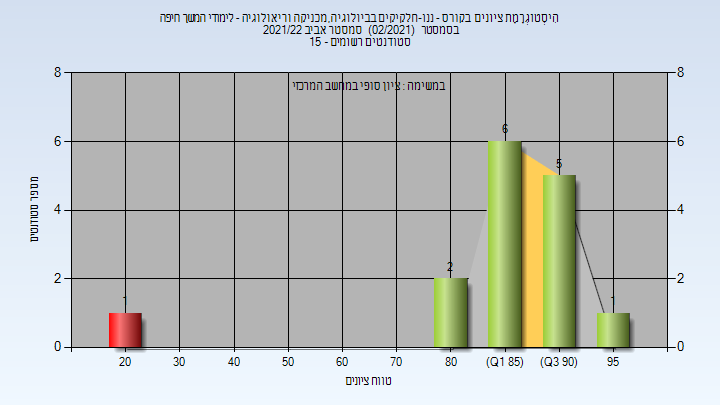 הִיסְטוֹגְרַמַת ציונים בקורס - ננו-חלקיקים בביולוגיה,מכניקה וריאולוגיה - לימודי המשך חיפה
בסמסטר (02/2021) סמסטר אביב 2021/22
סטודנטים רשומים - 15
במשימה : ציון סופי במחשב המרכזי
8 8
6 6
4 4
2 2
0 0
מספר סטודנטים
1 2 6 5 1
20 30 40 50 60 70 80 (Q1 85) (Q3 90) 95
טווח ציונים